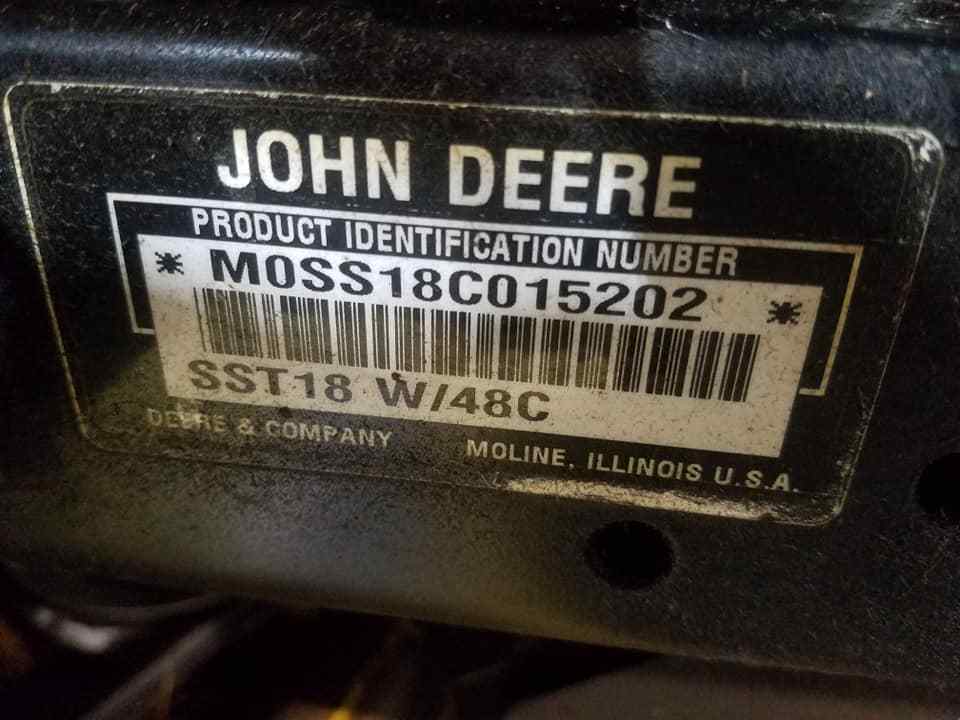 JOHN DEERE
PRODUCT IDENTIFICATION NUMBER
* M0SS18C015202 *
SST18 W/48C
DEERE & COMPANY
MOLINE, ILLINOIS U.S.A.